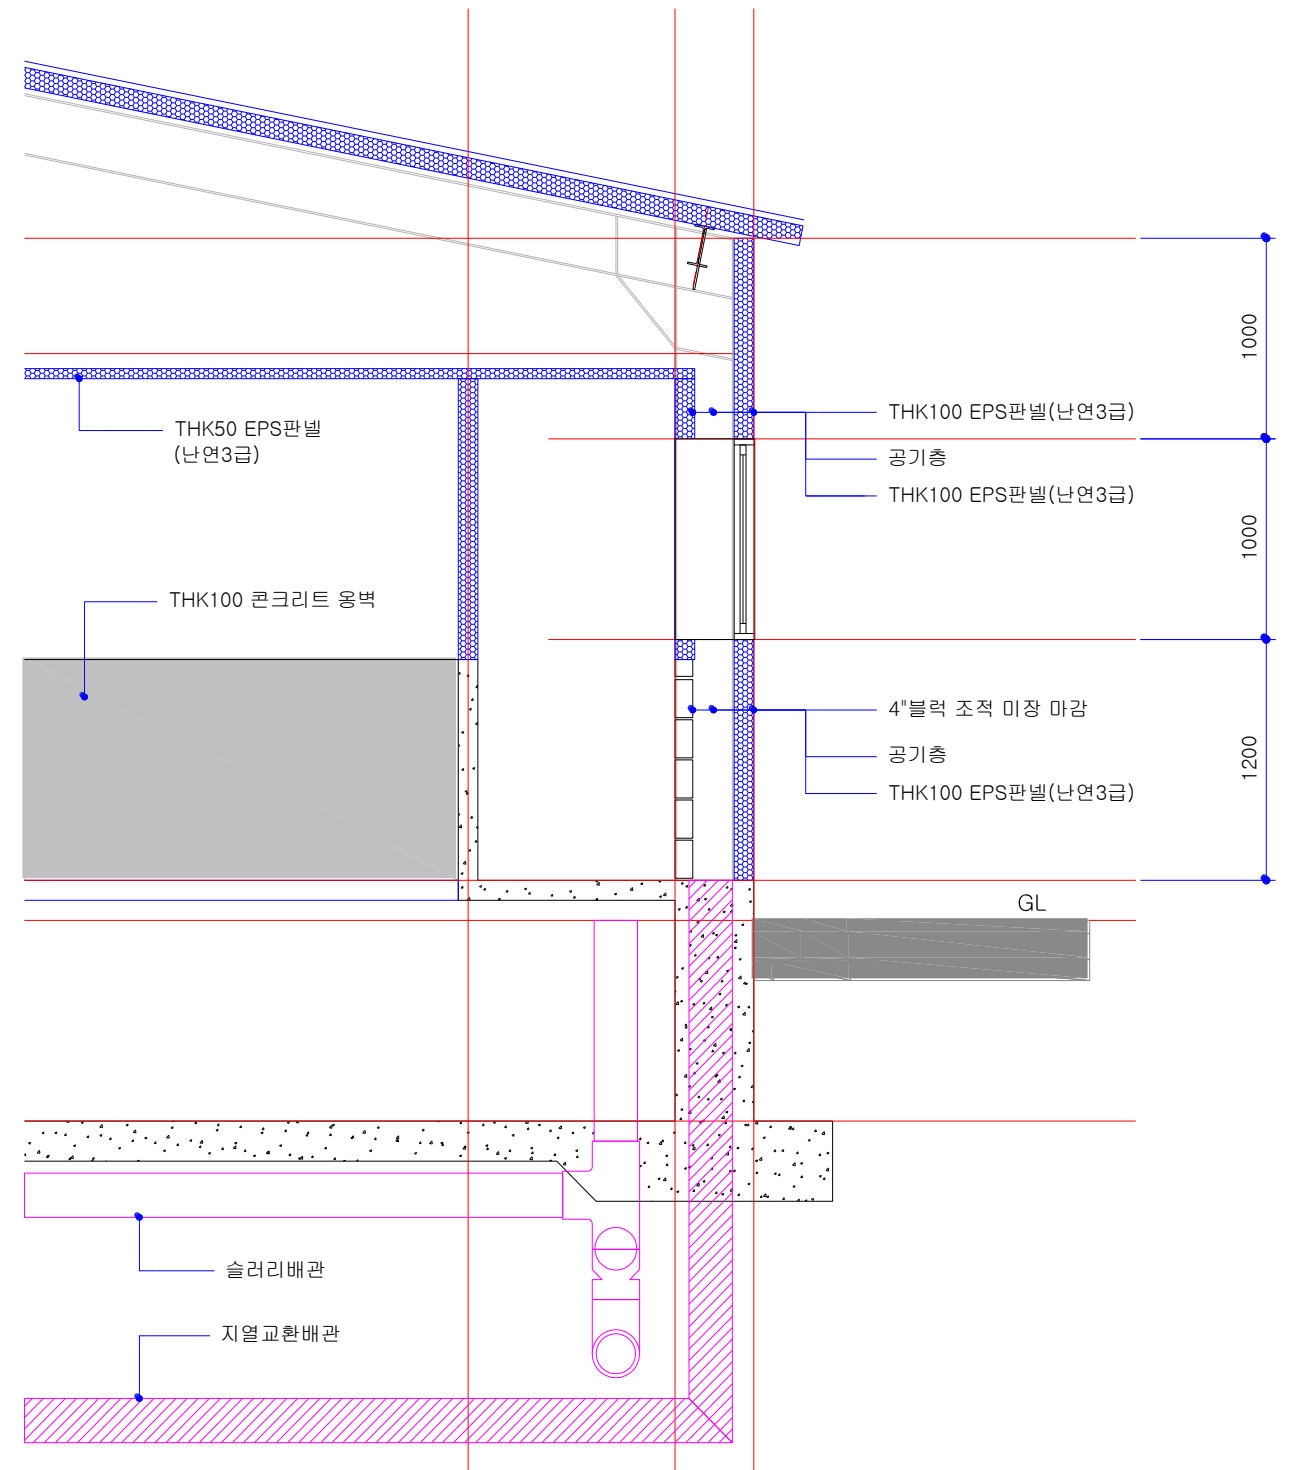 1000
THK100 EPS판넬(난연3급)
THK50 EPS판넬
(난연3급)
공기층
THK100 EPS판넬(난연3급)
1000
THK100 콘크리트 옹벽
4"블럭 조적 미장 마감
공기층
1200
THK100 EPS판넬(난연3급)
GL
슬러리배관
지열교환배관